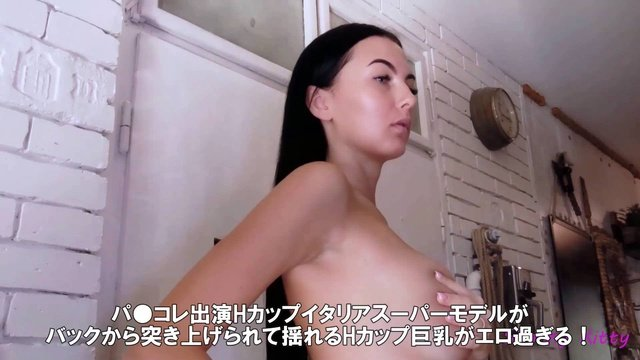 パ●コレ出演Hカップイタリアスーパーモデルが
バックから突き上げられて揺れるHカップ巨乳がエロ過ぎる!